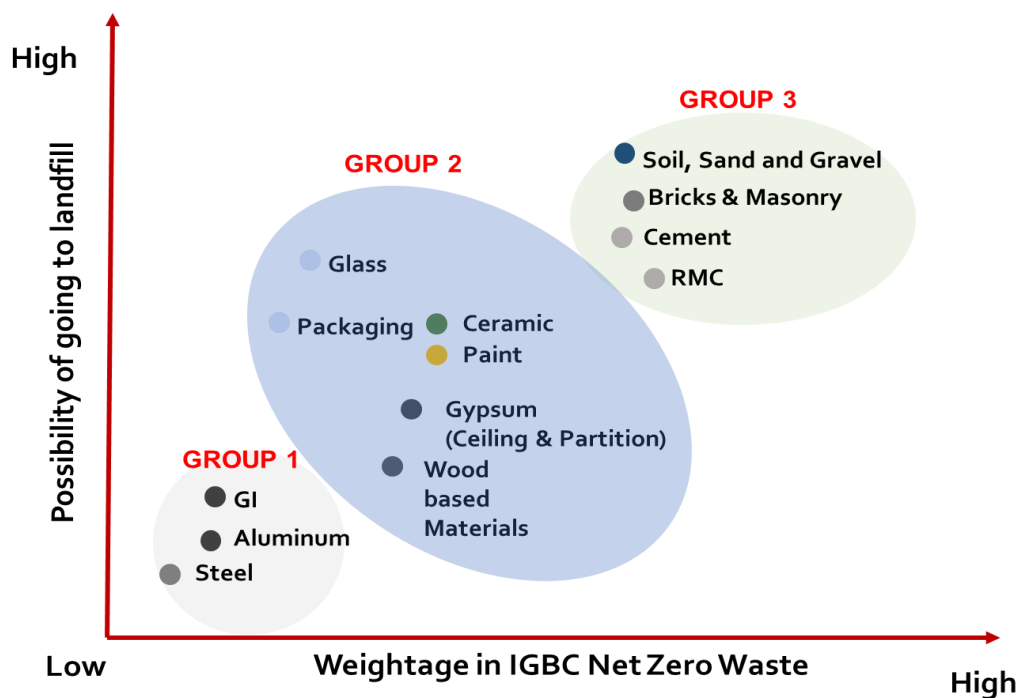 High
Possibility of going to landfill
GROUP 3
Soil, Sand and Gravel
Bricks & Masonry
Cement
RMC
GROUP 2
Glass
Packaging
Ceramic
Paint
Gypsum
(Ceiling & Partition)
Wood
based
Materials
GROUP 1
GI
Aluminum
Steel
Low
Weightage in IGBC Net Zero Waste
High